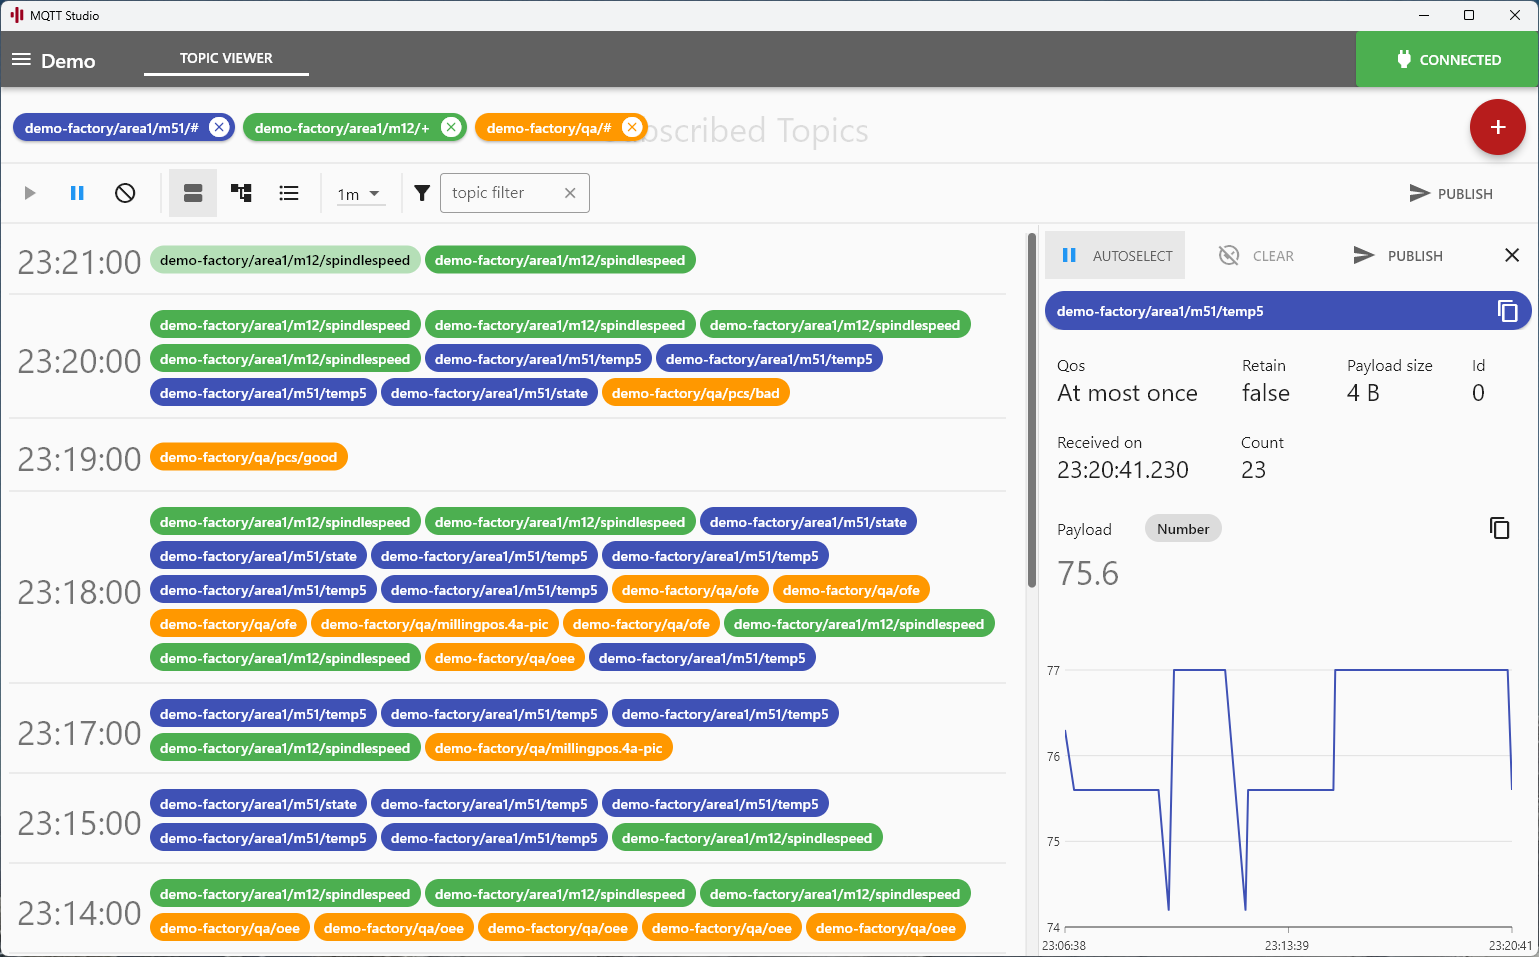 MQTT Studio
Demo TOPIC VIEWER CONNECTED
demo-factory/area1/m51/# demo-factory/area1/m12/+ demo-factory/qa/# bscribed Topics
1m topic filter PUBLISH
23:21:00 demo-factory/area1/m12/spindlespeed demo-factory/area1/m12/spindlespeed
demo-factory/area1/m12/spindlespeed demo-factory/area1/m12/spindlespeed demo-factory/area1/m12/spindlespeed
23:20:00 demo-factory/area1/m12/spindlespeed demo-factory/area1/m51/temp5 demo-factory/area1/m51/temp5
demo-factory/area1/m51/temp5 demo-factory/area1/m51/state demo-factory/qa/pcs/bad
23:19:00 demo-factory/qa/pcs/good
demo-factory/area1/m12/spindlespeed demo-factory/area1/m12/spindlespeed demo-factory/area1/m51/state
demo-factory/area1/m51/state demo-factory/area1/m51/temp5 demo-factory/area1/m51/temp5
23:18:00 demo-factory/area1/m51/temp5 demo-factory/area1/m51/temp5 demo-factory/qa/ofe demo-factory/qa/ofe
demo-factory/qa/ofe demo-factory/qa/millingpos.4a-pic demo-factory/qa/ofe demo-factory/area1/m12/spindlespeed
demo-factory/area1/m12/spindlespeed demo-factory/qa/oee demo-factory/area1/m51/temp5
23:17:00 demo-factory/area1/m51/temp5 demo-factory/area1/m51/temp5 demo-factory/area1/m51/temp5
demo-factory/area1/m12/spindlespeed demo-factory/qa/millingpos.4a-pic
23:15:00 demo-factory/area1/m51/state demo-factory/area1/m51/temp5 demo-factory/area1/m51/temp5
demo-factory/area1/m51/temp5 demo-factory/area1/m51/temp5 demo-factory/area1/m12/spindlespeed
23:14:00 demo-factory/area1/m12/spindlespeed demo-factory/area1/m12/spindlespeed demo-factory/area1/m12/spindlespeed
demo-factory/qa/oee demo-factory/qa/oee demo-factory/qa/oee demo-factory/qa/oee demo-factory/qa/oee
AUTOSELECT CLEAR PUBLISH
demo-factory/area1/m51/temp5
Qos Retain Payload size Id
At most once false 4 B 0
Received on Count
23:20:41.230 23
Payload Number
75.6
77
76
75
74
23:06:38 23:13:39 23:20:41